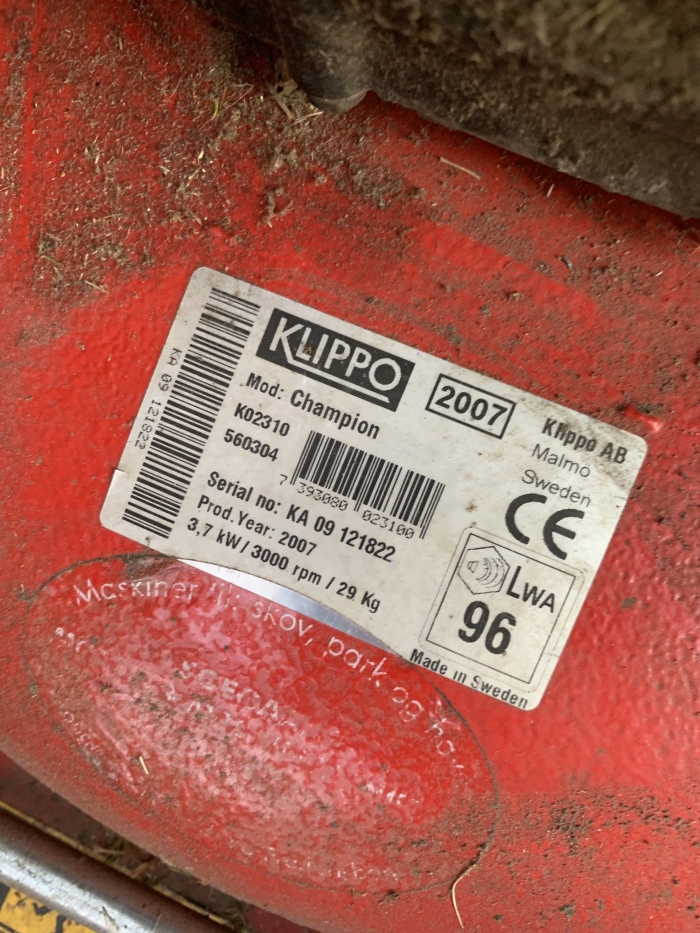 KLIPPO
2007
Mod: Champion
K02310
560304
7 393080 023100
Serial no: KA 09 121822
Prod. Year: 2007
3,7 kW / 3000 rpm / 29 Kg
KA 09 121822
Klippo AB
Malmo
Sweden
CE
LWA
96
Made in Sweden
Maskiner til skov, park og